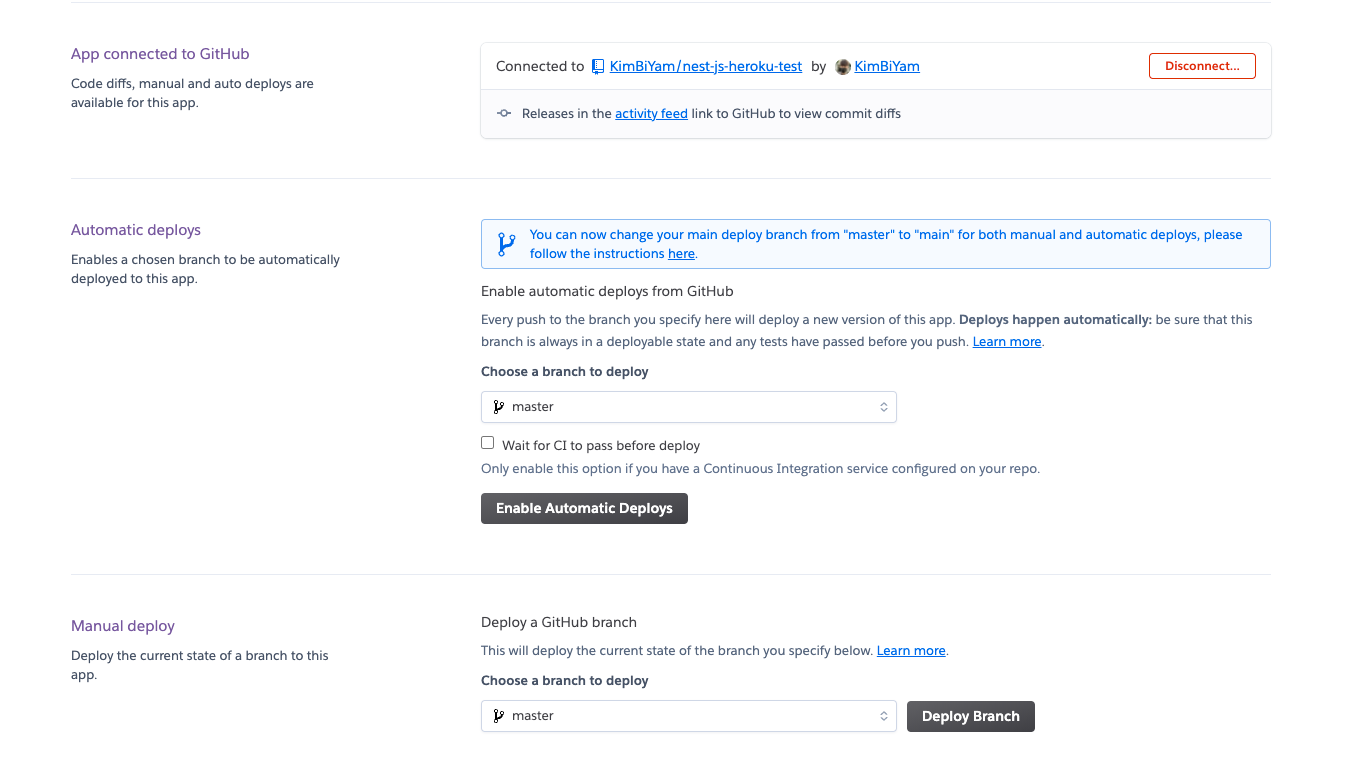 App connected to GitHub
Code diffs, manual and auto deploys are
available for this app.
Connected to KimBiYam/nest-js-heroku-test by KimBiYam
Disconnect...
Releases in the activity feed link to GitHub to view commit diffs
Automatic deploys
Enables a chosen branch to be automatically
deployed to this app.
You can now change your main deploy branch from "master" to "main" for both manual and automatic deploys, please
follow the instructions here.
Enable automatic deploys from GitHub
Every push to the branch you specify here will deploy a new version of this app. Deploys happen automatically: be sure that this
branch is always in a deployable state and any tests have passed before you push. Learn more.
Choose a branch to deploy
master
Wait for CI to pass before deploy
Only enable this option if you have a Continuous Integration service configured on your repo.
Enable Automatic Deploys
Manual deploy
Deploy the current state of a branch to this
app.
Deploy a GitHub branch
This will deploy the current state of the branch you specify below. Learn more.
Choose a branch to deploy
master
Deploy Branch